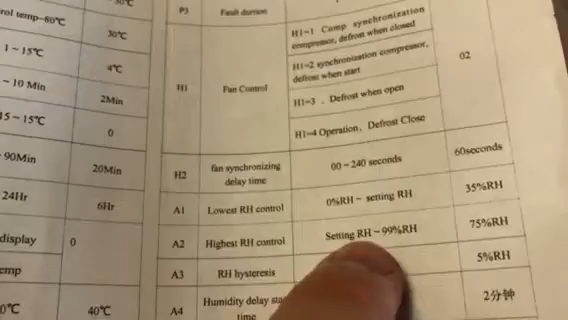 30℃
P3 Fault dormion
rol temp~80℃ 30℃
H1=1 Comp synchronization
compressor, defrost when closed
1～15℃ 4℃
H1=2 synchronization compressor,
defrost when start
02
~ 10 Min 2Min
H1 Fan Control
H1=3 、Defrost when open
15～15℃ 0
H1=4 Operation、Defrost Close
90Min 20Min
H2 fan synchronizing
delay time
00～240 seconds 60seconds
24Hr 6Hr
A1 Lowest RH control 0%RH～ setting RH 35%RH
display 0
A2 Highest RH control Setting RH～99%RH 75%RH
emp
A3 RH hysteresis 5%RH
0℃ 40℃
A4 Humidity delay sta
time
2分钟